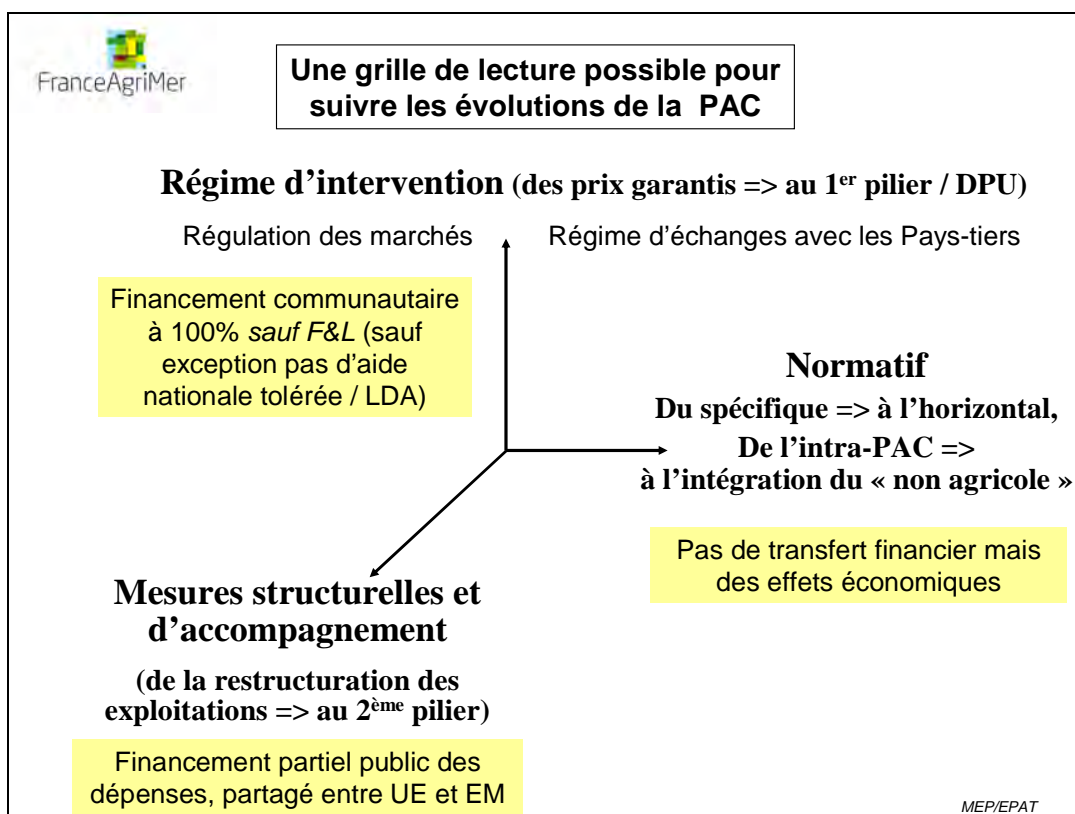 FranceAgriMer
Une grille de lecture possible pour
suivre les évolutions de la PAC
Régime d'intervention (des prix garantis => au 1er pilier / DPU)
Régulation des marchés
Régime d'échanges avec les Pays-tiers
Financement communautaire
à 100% sauf F&L (sauf
exception pas d'aide
nationale tolérée / LDA)
Normatif
Du spécifique => à l'horizontal,
De l'intra-PAC =>
à l'intégration du « non agricole »
Pas de transfert financier mais
des effets économiques
Mesures structurelles et
d'accompagnement
(de la restructuration des
exploitations => au 2ème pilier)
Financement partiel public des
dépenses, partagé entre UE et EM
MEP/EPAT